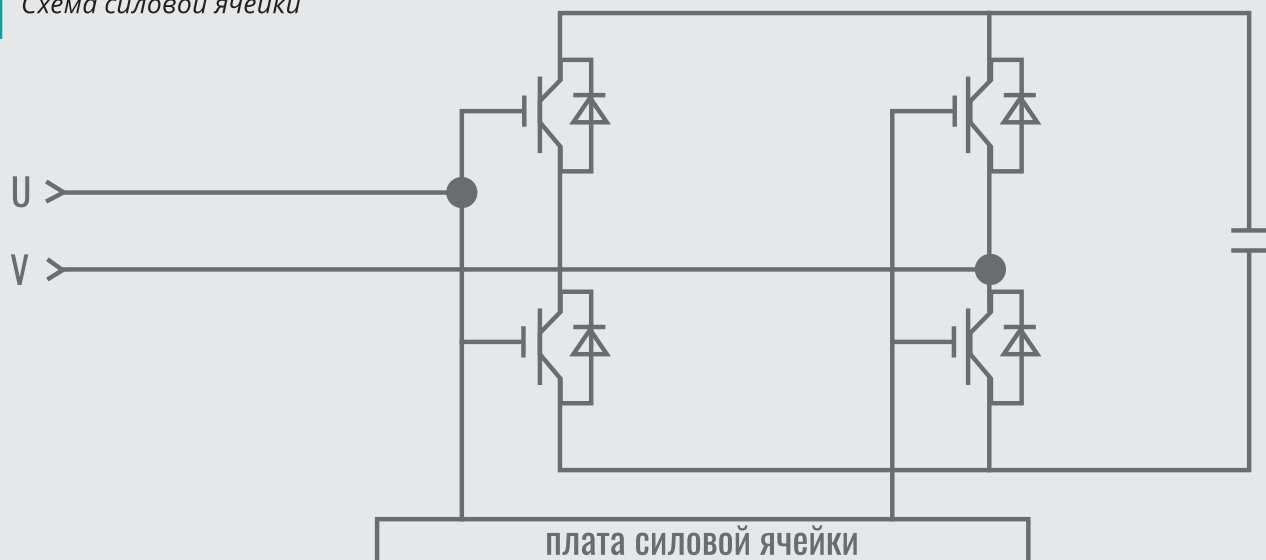 Схема силовой ячейки
U
V
плата силовой ячейки